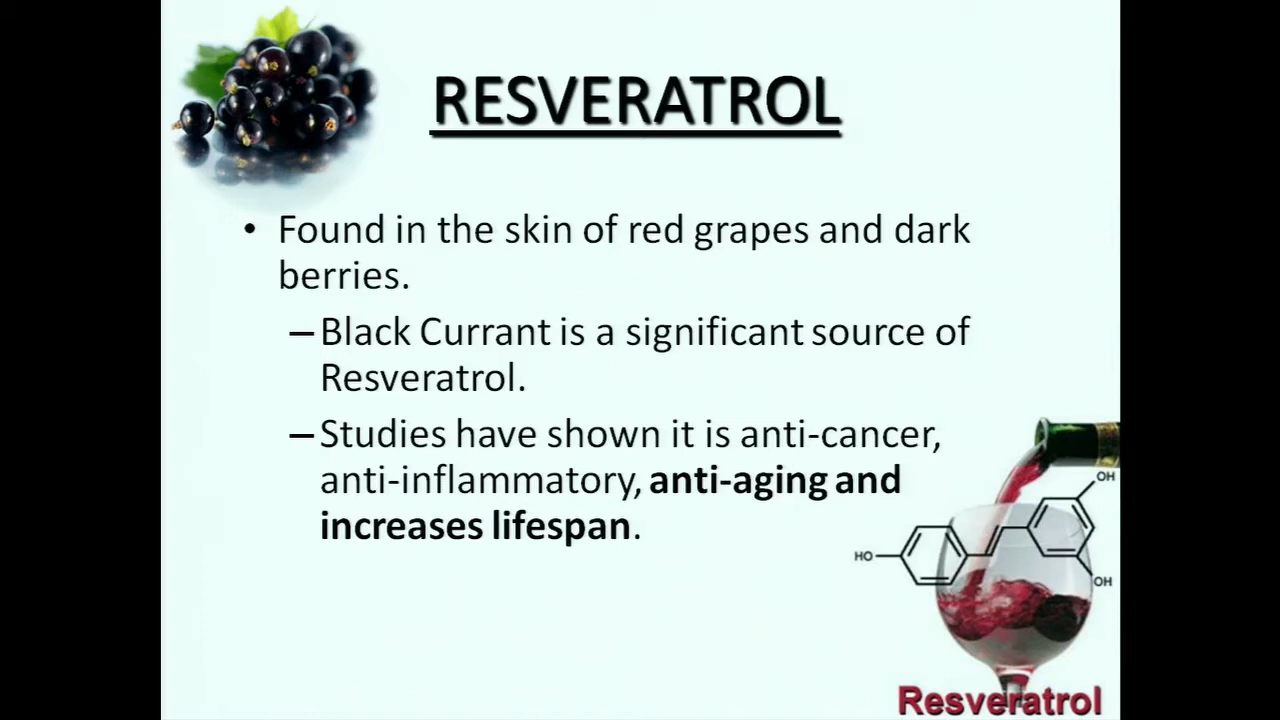 RESVERATROL
• Found in the skin of red grapes and dark
berries.
–Black Currant is a significant source of
Resveratrol.
–Studies have shown it is anti-cancer,
anti-inflammatory, anti-aging and
increases lifespan.
OH
HO
OH
Resveratrol